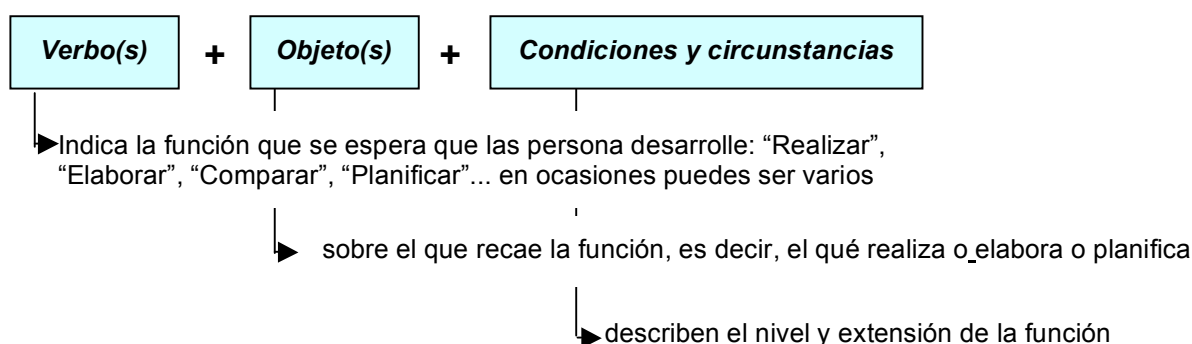 Verbo(s) + Objeto(s) + Condiciones y circunstancias
Indica la función que se espera que las persona desarrolle: “Realizar”,
“Elaborar”, “Comparar”, “Planificar”... en ocasiones puedes ser varios
sobre el que recae la función, es decir, el qué realiza o elabora o planifica
describen el nivel y extensión de la función